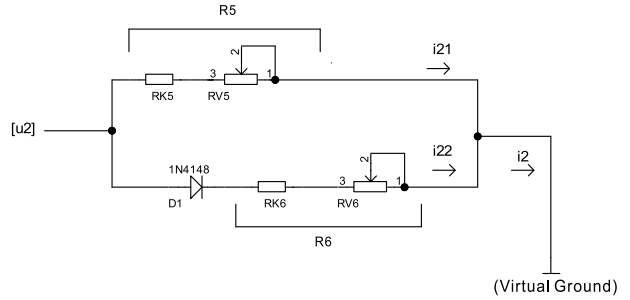 R5
2
i21
3
1
RK5
RV5
[u2]
1N4148
2
i22
i2
3
1
D1
RK6
RV6
R6
(Virtual Ground)